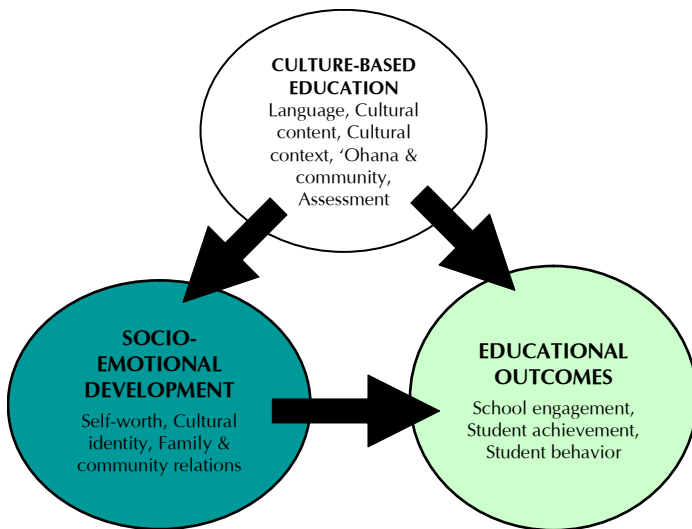 CULTURE-BASED
EDUCATION
Language, Cultural
content, Cultural
context, ‘Ohana &
community,
Assessment
SOCIO-
EMOTIONAL
DEVELOPMENT
Self-worth, Cultural
identity, Family &
community relations
EDUCATIONAL
OUTCOMES
School engagement,
Student achievement,
Student behavior